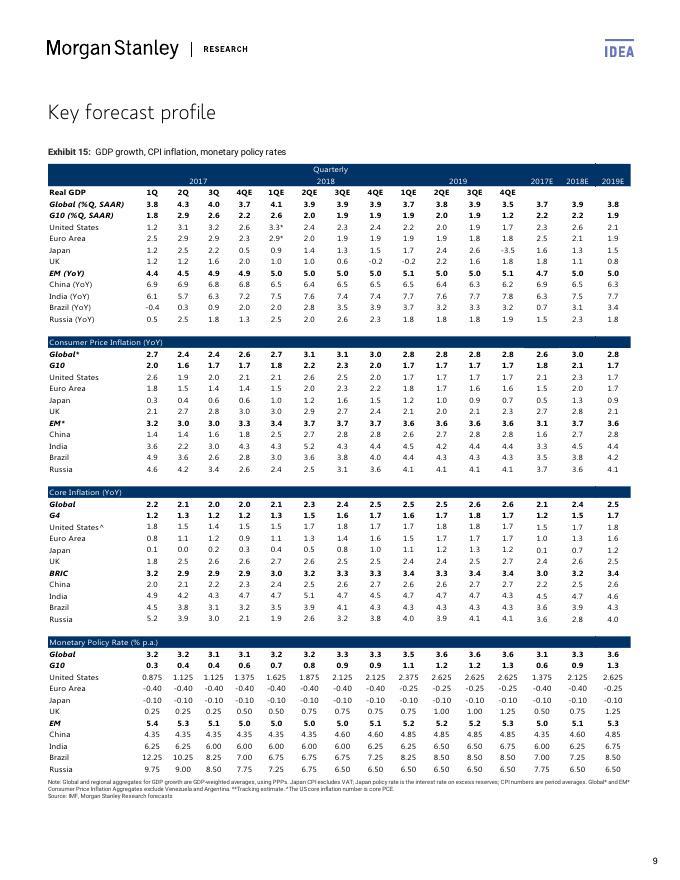 Morgan Stanley | RESEARCH
IDEA
Key forecast profile
Exhibit 15: GDP growth, CPI inflation, monetary policy rates
Quarterly
2017 2018 2019 2017E 2018E 2019E
Real GDP 1Q 2Q 3Q 4QE 1QE 2QE 3QE 4QE 1QE 2QE 3QE 4QE
Global (%Q, SAAR) 3.8 4.3 4.0 3.7 4.1 3.9 3.9 3.9 3.7 3.8 3.9 3.5 3.7 3.9 3.8
G10 (%Q, SAAR) 1.8 2.9 2.6 2.2 2.6 2.0 1.9 1.9 1.9 2.0 1.9 1.2 2.2 2.2 1.9
United States 1.2 3.1 3.2 2.6 3.3* 2.4 2.3 2.4 2.2 2.0 1.9 1.7 2.3 2.6 2.1
Euro Area 2.5 2.9 2.9 2.3 2.9* 2.0 1.9 1.9 1.9 1.9 1.8 1.8 2.5 2.1 1.9
Japan 1.2 2.5 2.2 0.5 0.9 1.4 1.3 1.5 1.7 2.4 2.6 -3.5 1.6 1.3 1.5
UK 1.2 1.2 1.6 2.0 1.0 1.0 0.6 -0.2 -0.2 2.2 1.6 1.8 1.8 1.1 0.8
EM (YoY) 4.4 4.5 4.9 4.9 5.0 5.0 5.0 5.0 5.1 5.0 5.0 5.1 4.7 5.0 5.0
China (YoY) 6.9 6.9 6.8 6.8 6.5 6.4 6.5 6.5 6.5 6.4 6.3 6.2 6.9 6.5 6.3
India (YoY) 6.1 5.7 6.3 7.2 7.5 7.6 7.4 7.4 7.7 7.6 7.7 7.8 6.3 7.5 7.7
Brazil (YoY) -0.4 0.3 0.9 2.0 2.0 2.8 3.5 3.9 3.7 3.2 3.3 3.2 0.7 3.1 3.4
Russia (YoY) 0.5 2.5 1.8 1.3 2.5 2.0 2.6 2.3 1.8 1.8 1.8 1.9 1.5 2.3 1.8
Consumer Price Inflation (YoY)
Global* 2.7 2.4 2.4 2.6 2.7 3.1 3.1 3.0 2.8 2.8 2.8 2.8 2.6 3.0 2.8
G10 2.0 1.6 1.7 1.7 1.8 2.2 2.3 2.0 1.7 1.7 1.7 1.7 1.8 2.1 1.7
United States 2.6 1.9 2.0 2.1 2.1 2.6 2.5 2.0 1.7 1.7 1.7 1.7 2.1 2.3 1.7
Euro Area 1.8 1.5 1.4 1.4 1.5 2.0 2.3 2.2 1.8 1.7 1.6 1.6 1.5 2.0 1.7
Japan 0.3 0.4 0.6 0.6 1.0 1.2 1.6 1.5 1.2 1.0 0.9 0.7 0.5 1.3 0.9
UK 2.1 2.7 2.8 3.0 3.0 2.9 2.7 2.4 2.1 2.0 2.1 2.3 2.7 2.8 2.1
EM* 3.2 3.0 3.0 3.3 3.4 3.7 3.7 3.7 3.6 3.6 3.6 3.6 3.1 3.7 3.6
China 1.4 1.4 1.6 1.8 2.5 2.7 2.8 2.8 2.6 2.7 2.8 2.8 1.6 2.7 2.8
India 3.6 2.2 3.0 4.3 4.3 5.2 4.3 4.4 4.5 4.2 4.4 4.4 3.3 4.5 4.4
Brazil 4.9 3.6 2.6 2.8 3.0 3.6 3.8 4.0 4.4 4.3 4.3 4.3 3.5 3.8 4.2
Russia 4.6 4.2 3.4 2.6 2.4 2.5 3.1 3.6 4.1 4.1 4.1 4.1 3.7 3.6 4.1
Core Inflation (YoY)
Global 2.2 2.1 2.0 2.0 2.1 2.3 2.4 2.5 2.5 2.5 2.6 2.6 2.1 2.4 2.5
G4 1.2 1.3 1.2 1.2 1.3 1.5 1.6 1.7 1.6 1.7 1.8 1.7 1.2 1.5 1.7
United States^ 1.8 1.5 1.4 1.5 1.5 1.7 1.8 1.7 1.7 1.8 1.8 1.7 1.5 1.7 1.8
Euro Area 0.8 1.1 1.2 0.9 1.1 1.3 1.4 1.6 1.5 1.7 1.7 1.7 1.0 1.3 1.6
Japan 0.1 0.0 0.2 0.3 0.4 0.5 0.8 1.0 1.1 1.2 1.3 1.2 0.1 0.7 1.2
UK 1.8 2.5 2.6 2.6 2.7 2.6 2.6 2.5 2.4 2.4 2.5 2.7 2.4 2.6 2.5
BRIC 3.2 2.9 2.9 2.9 3.0 3.2 3.3 3.3 3.4 3.3 3.4 3.4 3.0 3.2 3.4
China 2.0 2.1 2.2 2.3 2.4 2.5 2.6 2.7 2.6 2.6 2.6 2.7 2.2 2.5 2.6
India 4.9 4.2 4.3 4.7 4.7 5.1 4.7 4.5 4.7 4.7 4.7 4.3 4.5 4.7 4.6
Brazil 4.5 3.8 3.1 3.2 3.5 3.9 4.1 4.3 4.3 4.3 4.3 4.3 3.6 3.9 4.3
Russia 5.2 3.9 3.0 2.1 1.9 2.6 3.2 3.8 4.0 3.9 4.1 4.1 3.6 2.8 4.0
Monetary Policy Rate (% p.a.)
Global 3.2 3.2 3.1 3.1 3.2 3.2 3.3 3.3 3.5 3.6 3.6 3.6 3.1 3.3 3.6
G10 0.3 0.4 0.4 0.6 0.7 0.8 0.9 0.9 1.1 1.2 1.2 1.3 0.6 0.9 1.3
United States 0.875 1.125 1.125 1.375 1.625 1.875 2.125 2.125 2.375 2.625 2.625 2.625 1.375 2.125 2.625
Euro Area -0.40 -0.40 -0.40 -0.40 -0.40 -0.40 -0.40 -0.40 -0.25 -0.25 -0.25 -0.25 -0.40 -0.40 -0.25
Japan -0.10 -0.10 -0.10 -0.10 -0.10 -0.10 -0.10 -0.10 -0.10 -0.10 -0.10 -0.10 -0.10 -0.10 -0.10
UK 0.25 0.25 0.25 0.50 0.50 0.75 0.75 0.75 0.75 1.00 1.00 1.25 0.50 0.75 1.25
EM 5.4 5.3 5.1 5.0 5.0 5.0 5.0 5.1 5.2 5.2 5.2 5.3 5.0 5.1 5.3
China 4.35 4.35 4.35 4.35 4.35 4.35 4.60 4.60 4.85 4.85 4.85 4.85 4.35 4.60 4.85
India 6.25 6.25 6.00 6.00 6.00 6.00 6.00 6.25 6.25 6.50 6.50 6.75 6.00 6.25 6.75
Brazil 12.25 10.25 8.25 7.00 6.75 6.75 6.75 7.25 8.25 8.50 8.50 8.50 7.00 7.25 8.50
Russia 9.75 9.00 8.50 7.75 7.25 6.75 6.50 6.50 6.50 6.50 6.50 6.50 7.75 6.50 6.50
Note: Global and regional aggregates for GDP growth are GDP-weighted averages, using PPPs. Japan CPI excludes VAT; Japan policy rate is the interest rate on excess reserves; CPI numbers are period averages. Global* and EM*
Consumer Price Inflation Aggregates exclude Venezuela and Argentina. **Tracking estimate. ^The US core inflation number is core PCE.
Source: IMF, Morgan Stanley Research forecasts
9